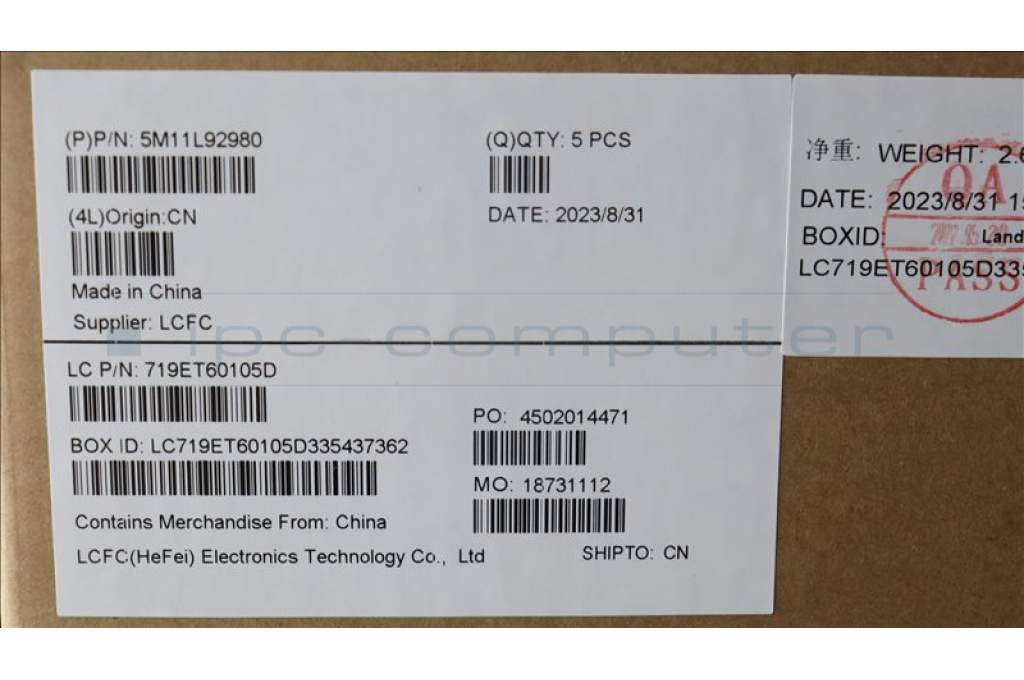 (P)P/N: 5M11L92980
(Q)QTY: 5 PCS
(4L)Origin:CN
DATE: 2023/8/31
Made in China
Supplier: LCFC
LC P/N: 719ET60105D
PO: 4502014471
BOX ID: LC719ET60105D335437362
MO: 18731112
Contains Merchandise From: China
LCFC(HeFei) Electronics Technology Co., Ltd
SHIPTO: CN
净重: WEIGHT: 2.6
DATE: 2023/8/31 1
BOXID: Land
LC719ET60105D335
QA
PASS
ipc-computer